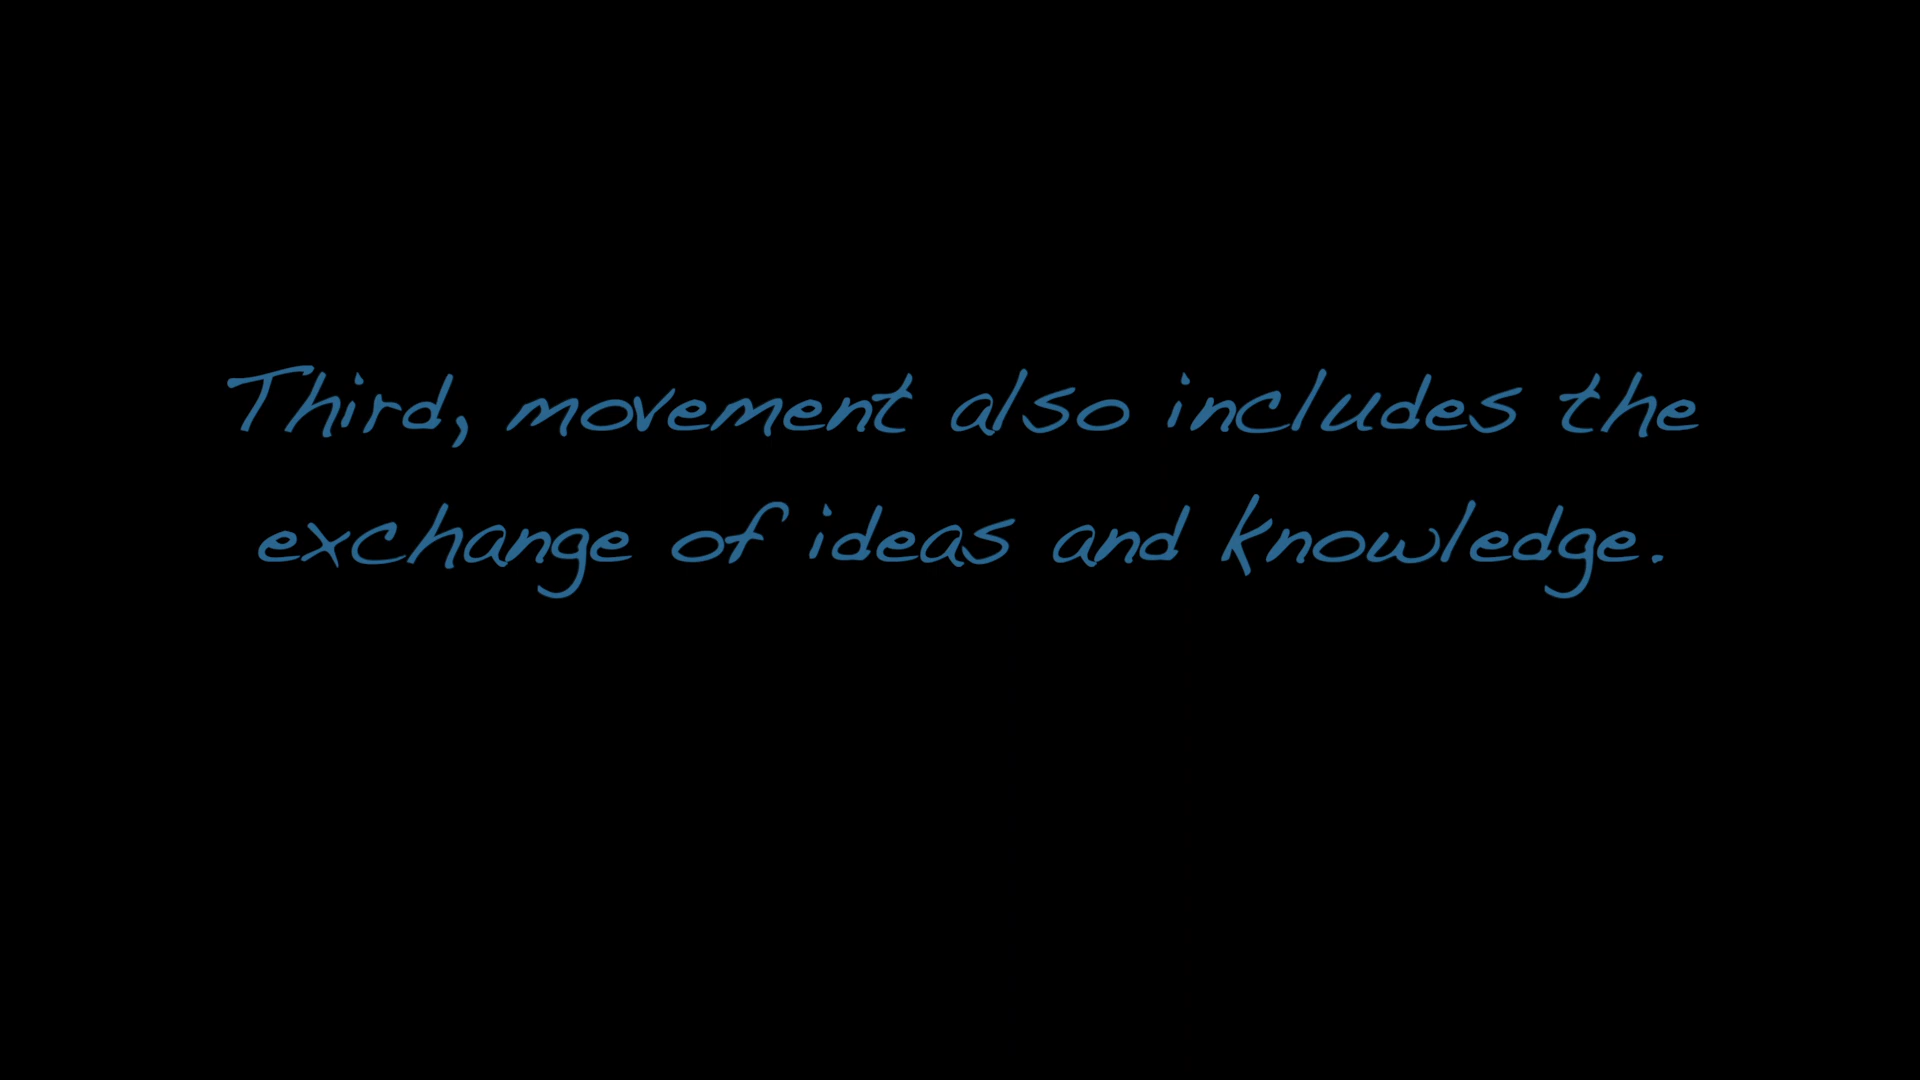 Third, movement also includes the
exchange of ideas and knowledge.